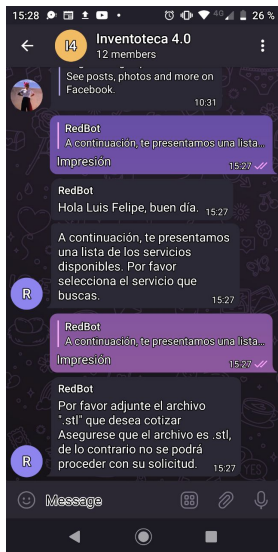 15:28
4G
26 %
I4
Inventoteca 4.0
12 members
See posts, photos and more on
Facebook.
10:31
RedBot
A continuación, te presentamos una lista...
Impresión
15:27
RedBot
Hola Luis Felipe, buen día.
15:27
A continuación, te presentamos
una lista de los servicios
disponibles. Por favor
selecciona el servicio que
buscas.
15:27
R
RedBot
A continuación, te presentamos una lista...
Impresión
15:27
RedBot
Por favor adjunte el archivo
".stl" que desea cotizar
Asegurese que el archivo es .stl,
de lo contrario no se podrá
proceder con su solicitud.
15:27
R
Message